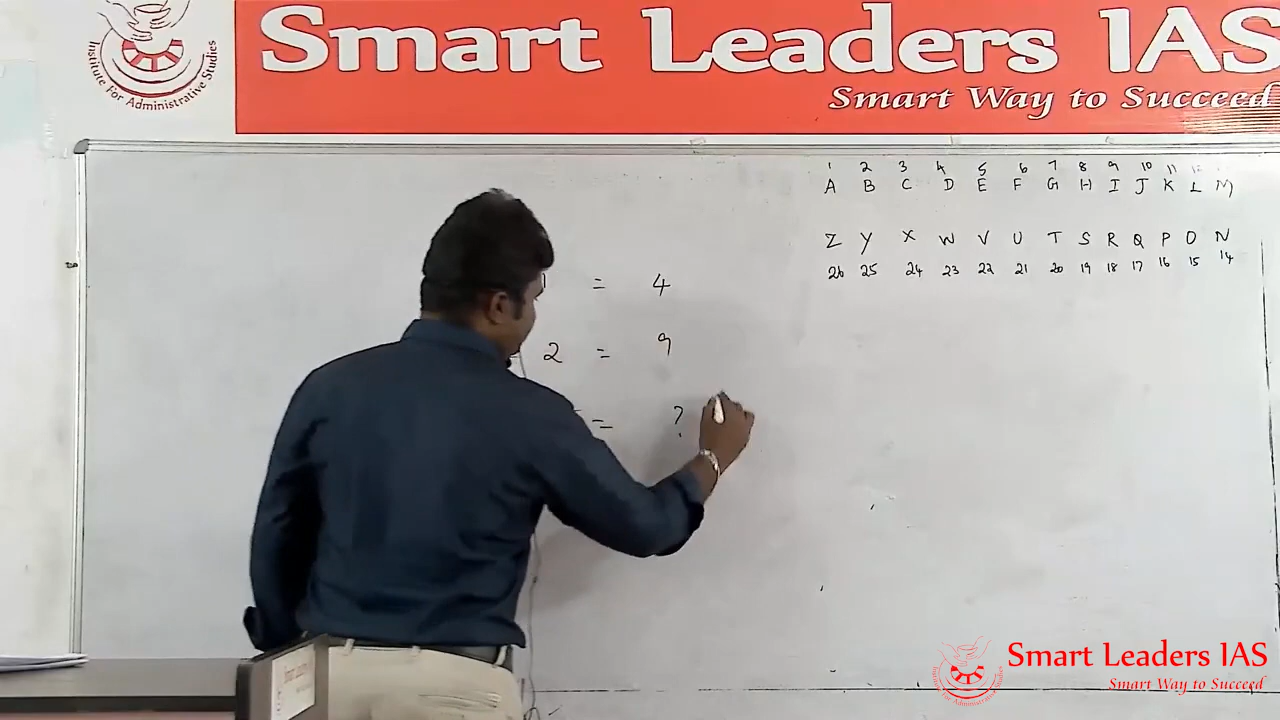 Smart Leaders IAS
Smart Way to Succeed
Institute For Administrative Studies
1 2 3 4 5 6 7 8 9 10 11 12
A B C D E F G H I J K L M
Z Y X W V U T S R Q P O N
26 25 24 23 22 21 20 19 18 17 16 15 14
1 = 4
2 = 9
= ?
Smart Leaders IAS
Smart Way to Succeed